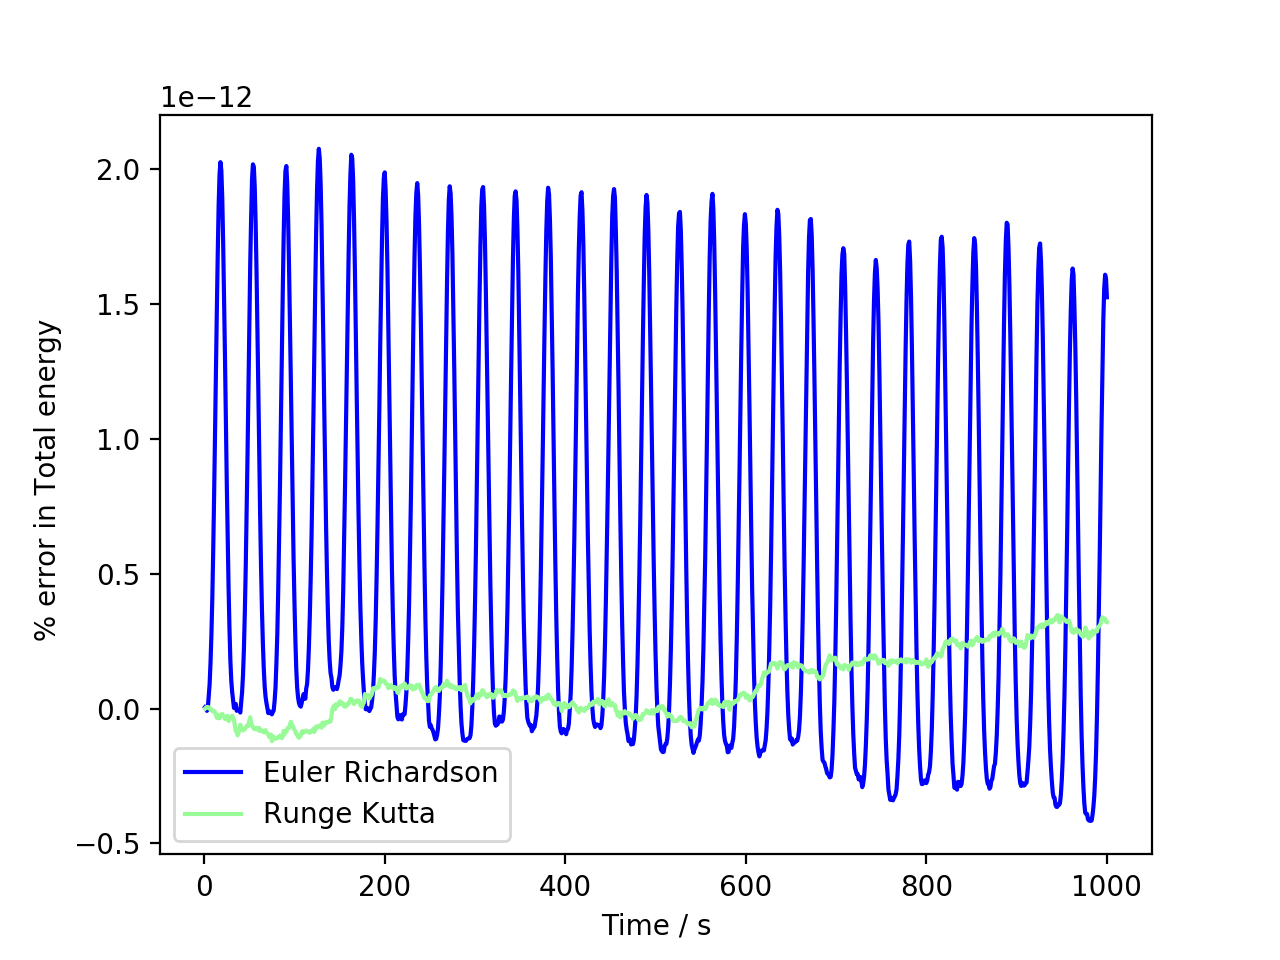 1e−12
2.0
1.5
1.0
0.5
0.0
−0.5
% error in Total energy
Euler Richardson
Runge Kutta
0 200 400 600 800 1000
Time / s